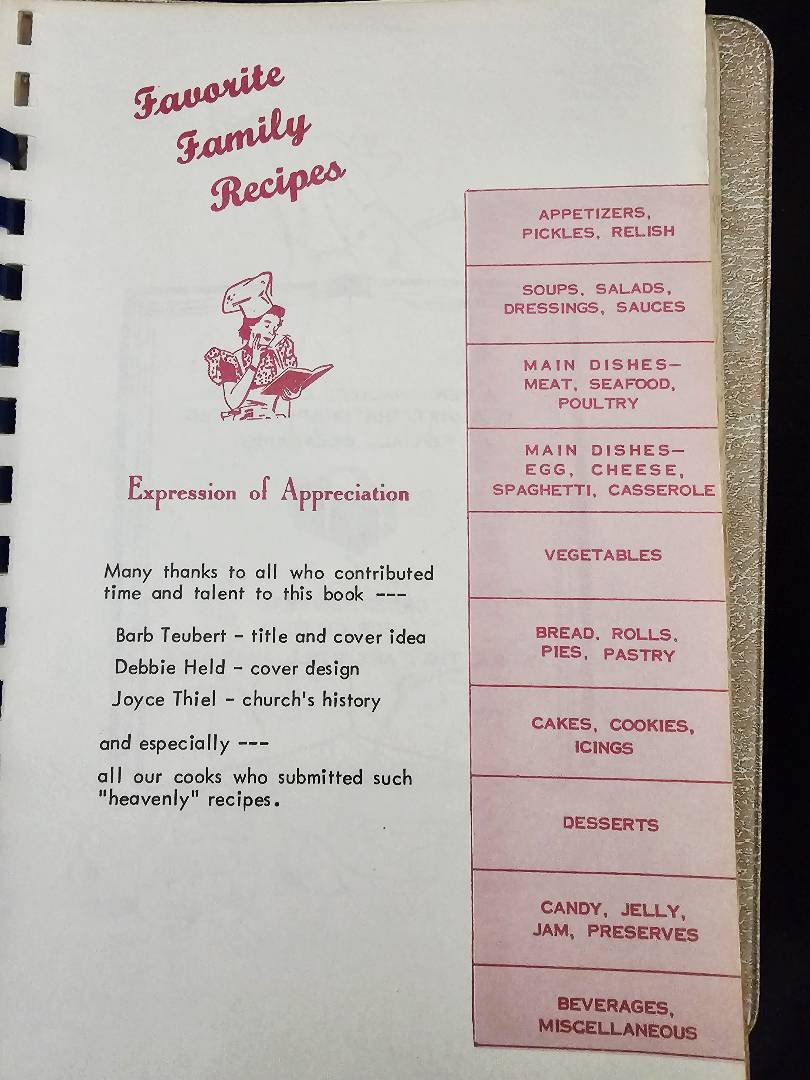 Favorite
Family
Recipes
Expression of Appreciation
Many thanks to all who contributed
time and talent to this book ---
Barb Teubert - title and cover idea
Debbie Held - cover design
Joyce Thiel - church's history
and especially ---
all our cooks who submitted such
"heavenly" recipes.
APPETIZERS,
PICKLES, RELISH
SOUPS, SALADS,
DRESSINGS, SAUCES
MAIN DISHES—
MEAT, SEAFOOD,
POULTRY
MAIN DISHES—
EGG, CHEESE,
SPAGHETTI, CASSEROLE
VEGETABLES
BREAD, ROLLS,
PIES, PASTRY
CAKES, COOKIES,
ICINGS
DESSERTS
CANDY, JELLY,
JAM, PRESERVES
BEVERAGES,
MISCELLANEOUS